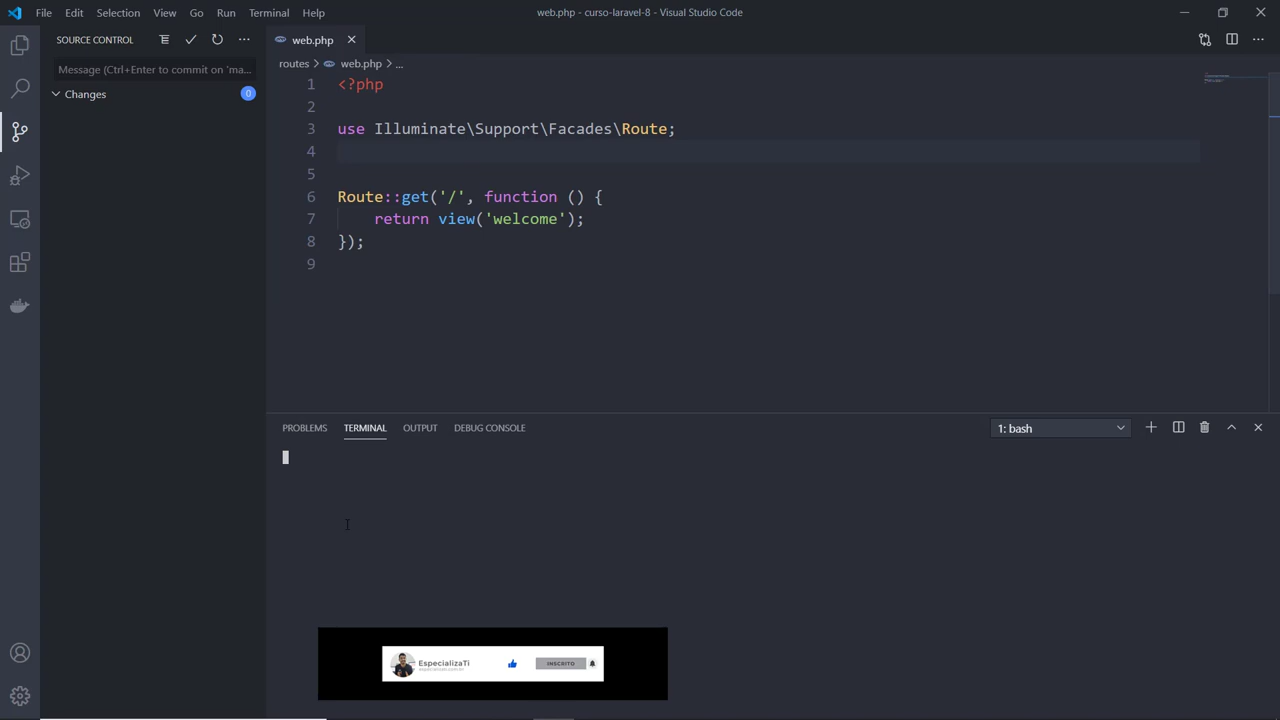 File Edit Selection View Go Run Terminal Help
web.php - curso-laravel-8 - Visual Studio Code
SOURCE CONTROL
Message (Ctrl+Enter to commit on 'ma...
Changes
0
web.php
routes > web.php > ...
1 <?php
2
3 use Illuminate\Support\Facades\Route;
4
5
6 Route::get('/', function () {
7 return view('welcome');
8 });
9
PROBLEMS TERMINAL OUTPUT DEBUG CONSOLE
1: bash
EspecializaTi
INSCRITO